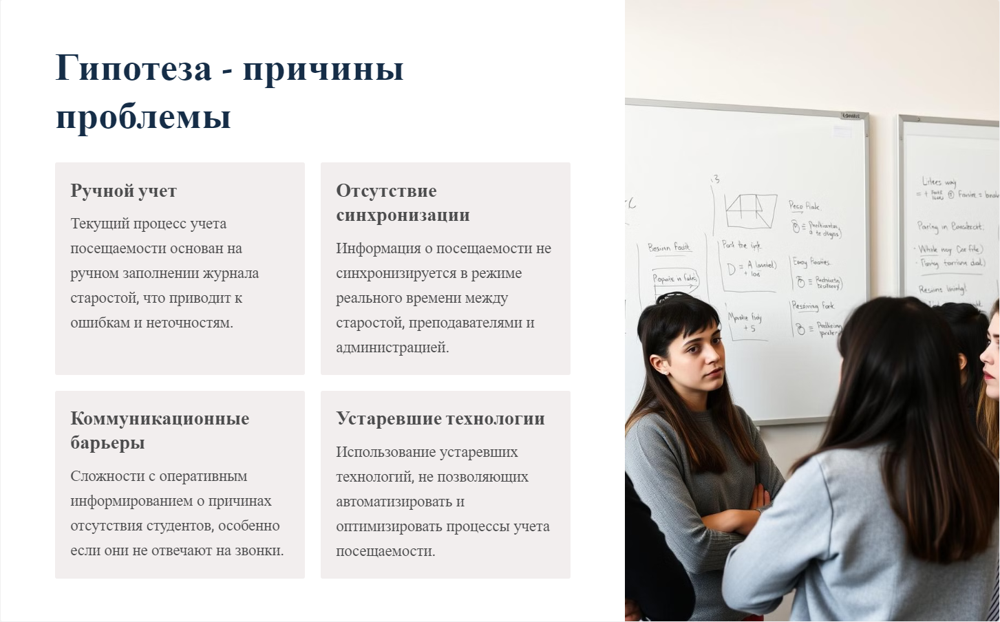 Гипотеза - причины
проблемы
Ручной учет
Текущий процесс учета
посещаемости основан на
ручном заполнении журнала
старостой, что приводит к
ошибкам и неточностям.
Отсутствие
синхронизации
Информация о посещаемости не
синхронизируется в режиме
реального времени между
старостой, преподавателями и
администрацией.
Коммуникационные
барьеры
Сложности с оперативным
информированием о причинах
отсутствия студентов, особенно
если они не отвечают на звонки.
Устаревшие технологии
Использование устаревших
технологий, не позволяющих
автоматизировать и
оптимизировать процессы учета
посещаемости.